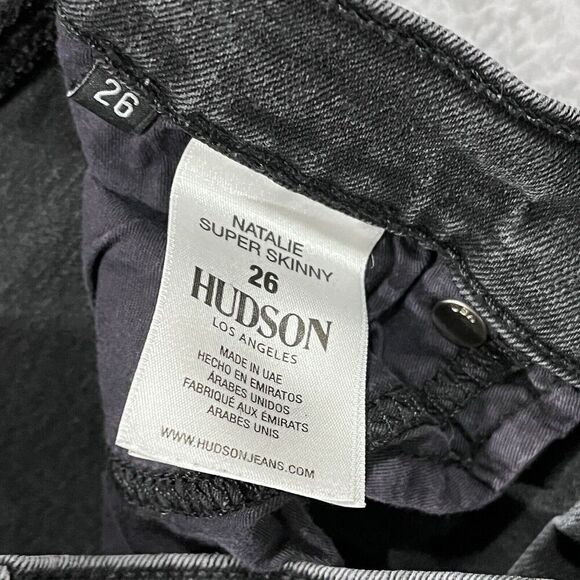 26
NATALIE
SUPER SKINNY
26
HUDSON
LOS ANGELES
MADE IN UAE
HECHO EN EMIRATOS
ÁRABES UNIDOS
FABRIQUÉ AUX ÉMIRATS
ARABES UNIS
WWW.HUDSONJEANS.COM